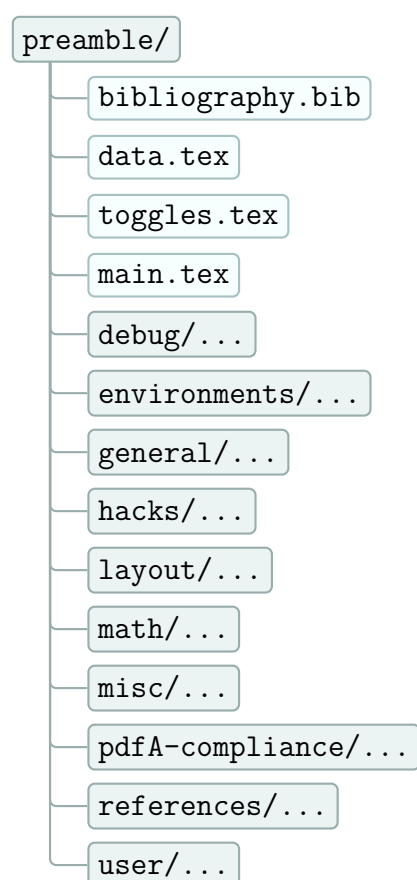 preamble/
bibliography.bib
data.tex
toggles.tex
main.tex
debug/...
environments/...
general/...
hacks/...
layout/...
math/...
misc/...
pdfA-compliance/...
references/...
user/...